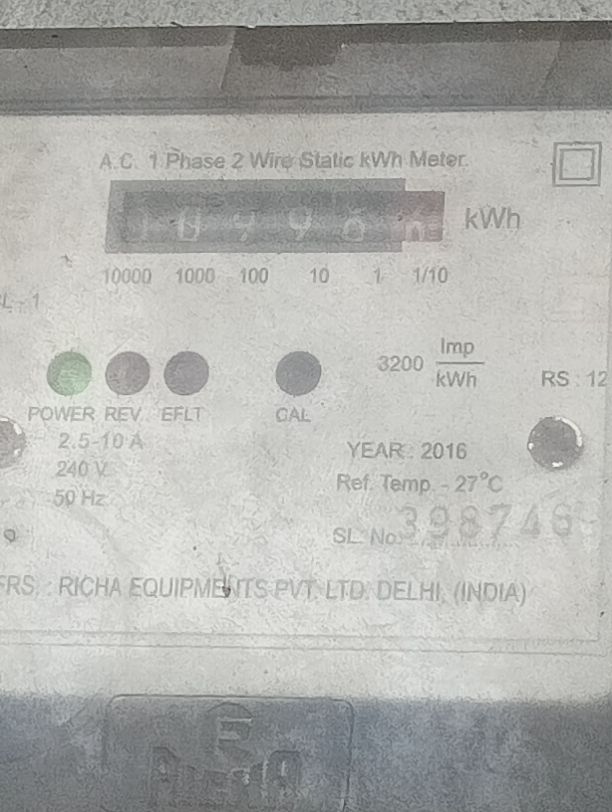 A.C. 1 Phase 2 Wire Static kWh Meter.
kWh
10000 1000 100 10 1 1/10
L - 1
3200 Imp
kWh
RS : 12
POWER REV. EFLT CAL
2.5-10 A
240 V
50 Hz
YEAR : 2016
Ref. Temp. - 27°C
SL. No. 398746
FRS. : RICHA EQUIPMENTS PVT. LTD. DELHI, (INDIA)